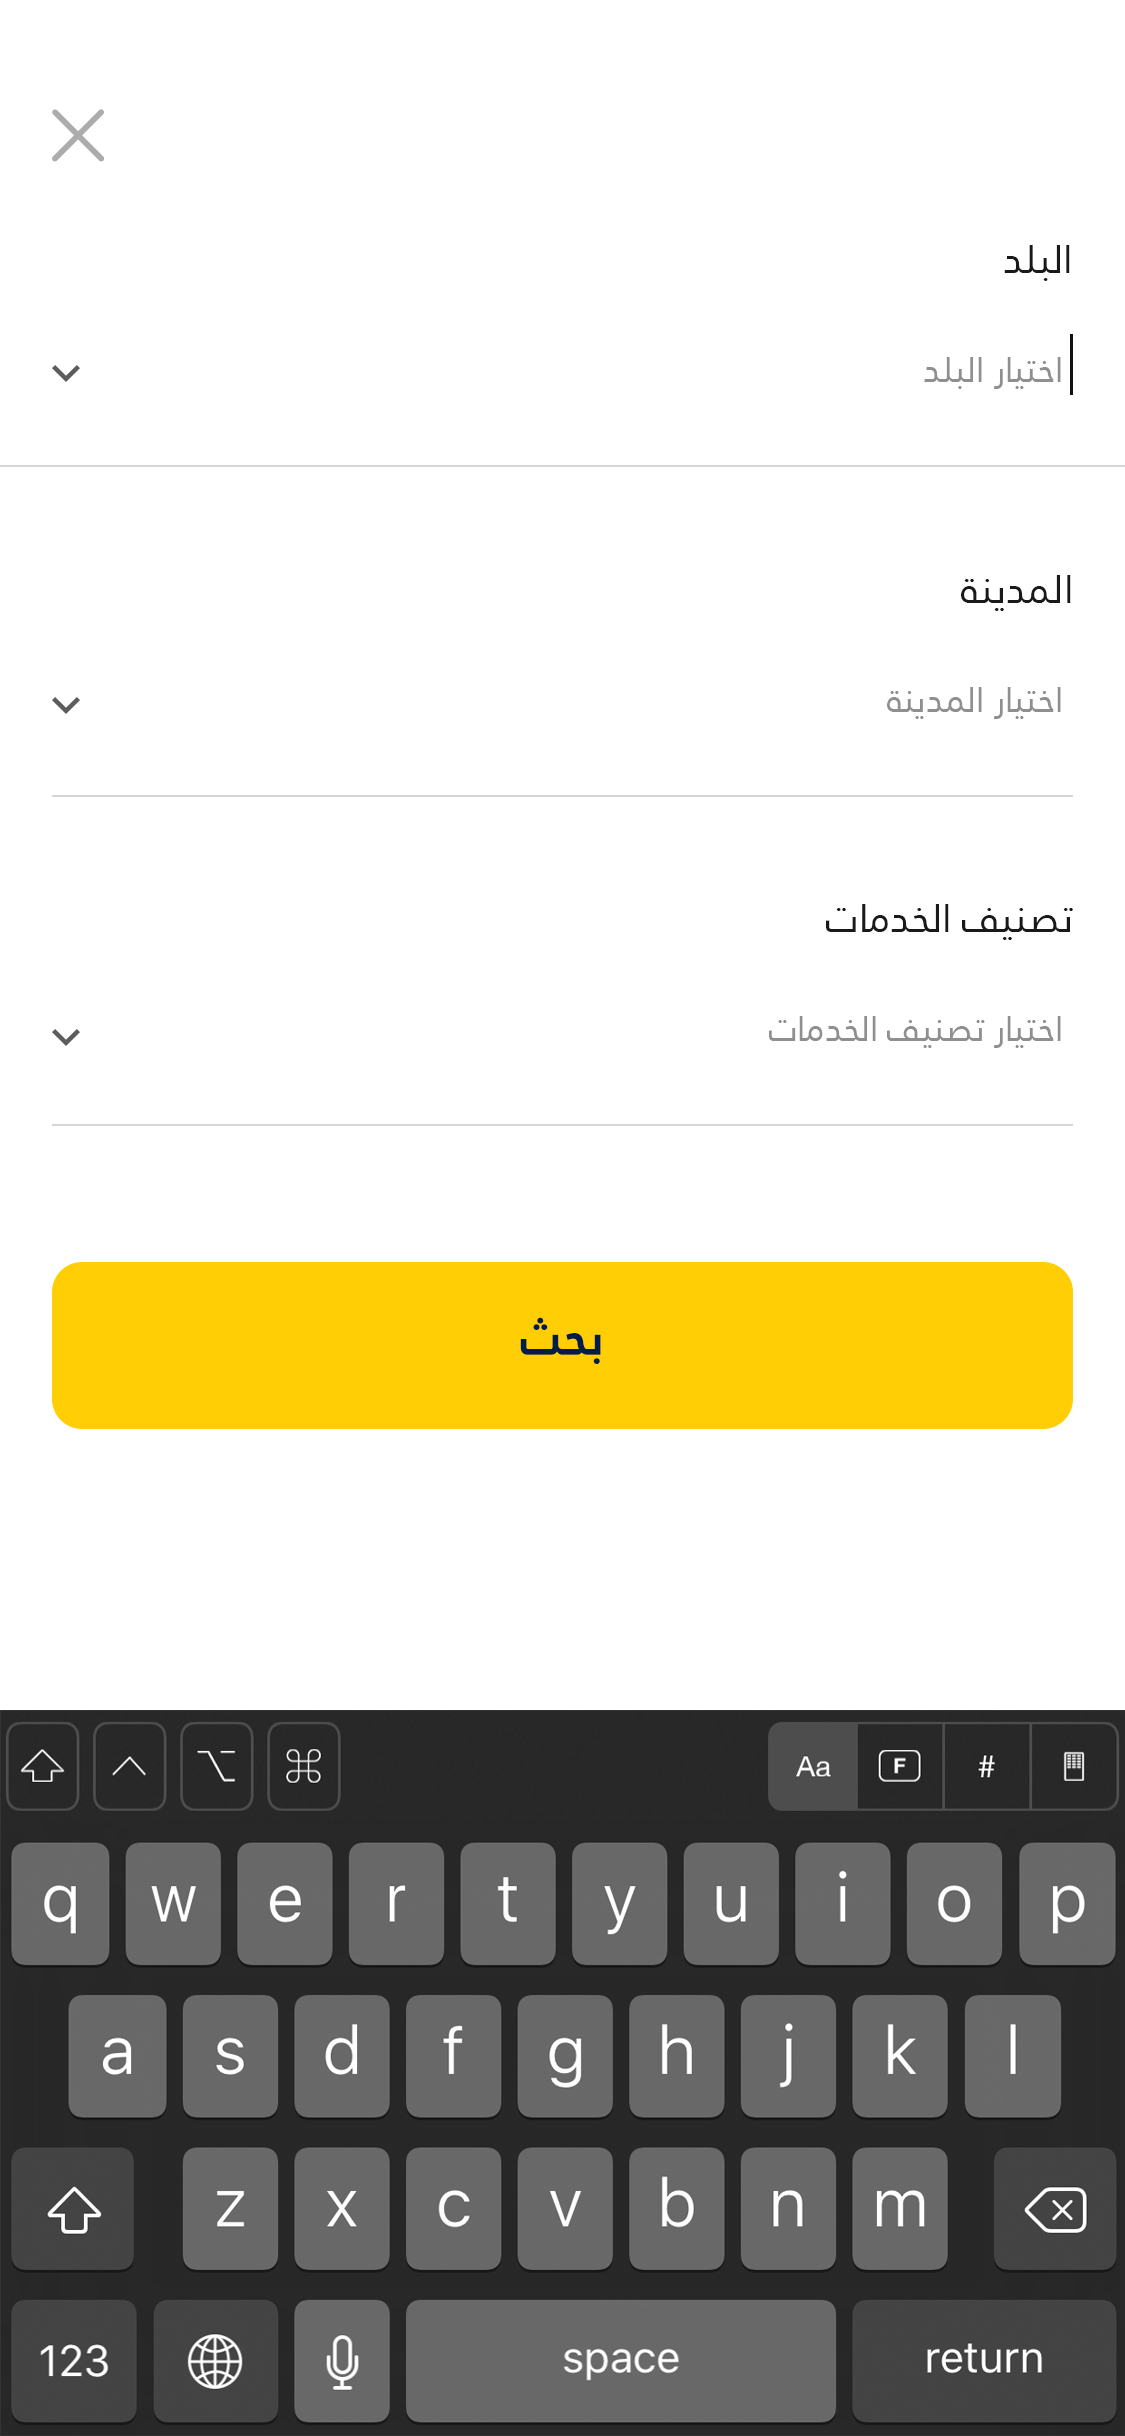 البلد
اختيار البلد
المدينة
اختيار المدينة
تصنيف الخدمات
اختيار تصنيف الخدمات
بحث
Aa F #
q w e r t y u i o p
a s d f g h j k l
z x c v b n m
123 space return